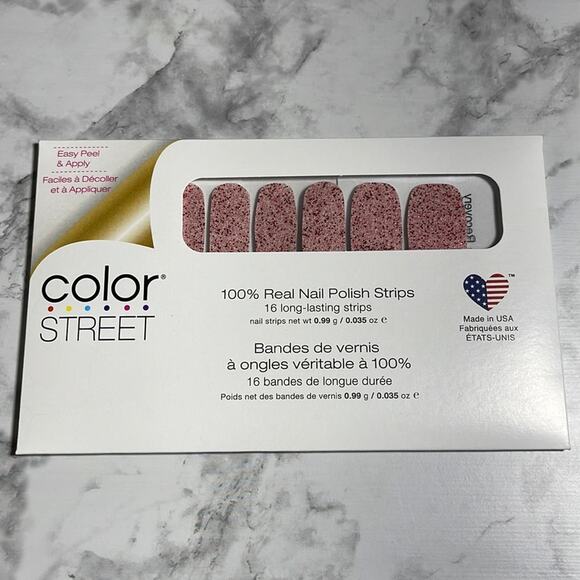 Easy Peel
& Apply
Faciles à Décoller
et à Appliquer
color®
STREET
Recovery
100% Real Nail Polish Strips
16 long-lasting strips
nail strips net wt 0.99 g / 0.035 oz ℮
Bandes de vernis
à ongles véritable à 100%
16 bandes de longue durée
Poids net des bandes de vernis 0.99 g / 0.035 oz ℮
™
Made in USA
Fabriquées aux
ÉTATS-UNIS